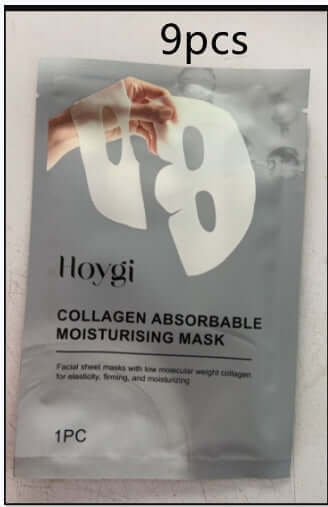 9pcs
Hoygi
COLLAGEN ABSORBABLE
MOISTURISING MASK
Facial sheet masks with low molecular weight collagen
for elasticity, firming, and moisturizing
1PC